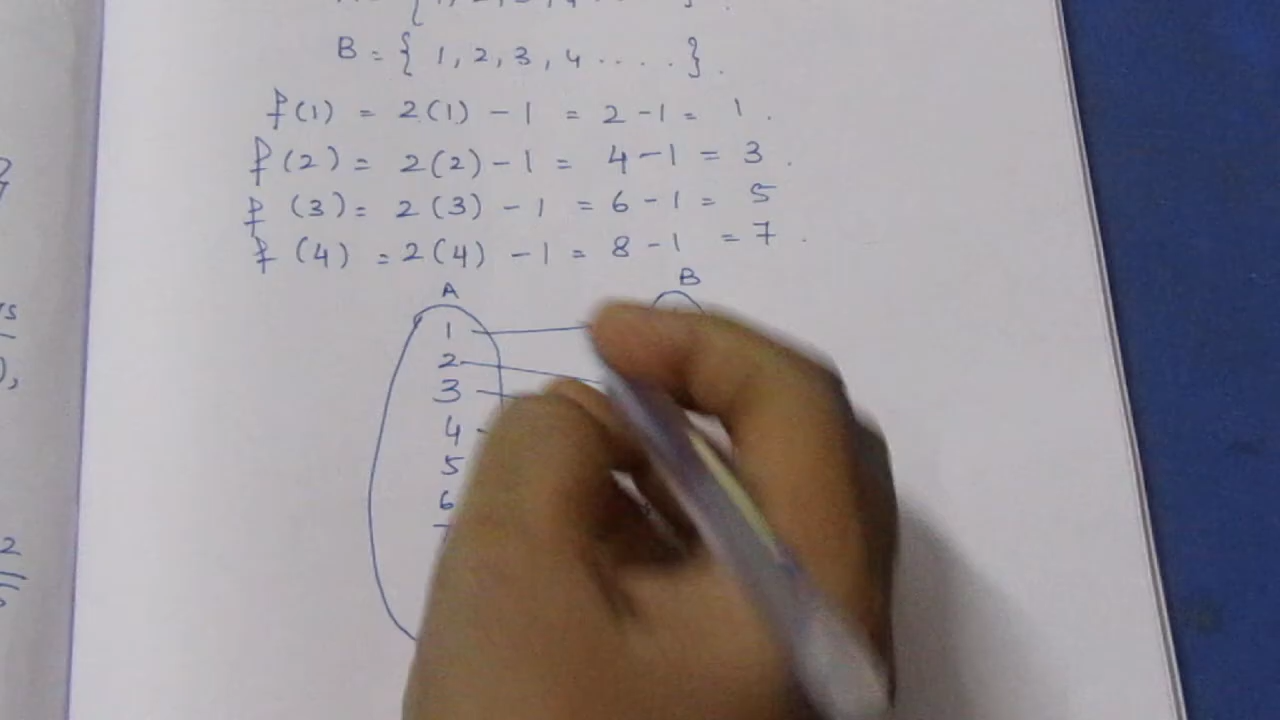 B = { 1, 2, 3, 4 ..... }.
f(1) = 2(1) - 1 = 2 - 1 = 1.
f(2) = 2(2) - 1 = 4 - 1 = 3.
f(3) = 2(3) - 1 = 6 - 1 = 5
f(4) = 2(4) - 1 = 8 - 1 = 7.
A B
1
2
3
4
5
6